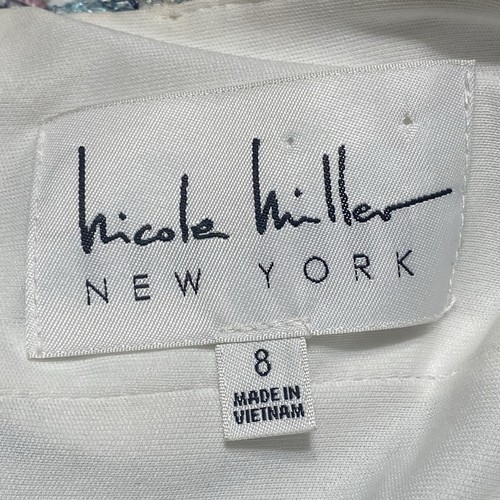 Nicole Miller
NEW YORK
8
MADE IN
VIETNAM